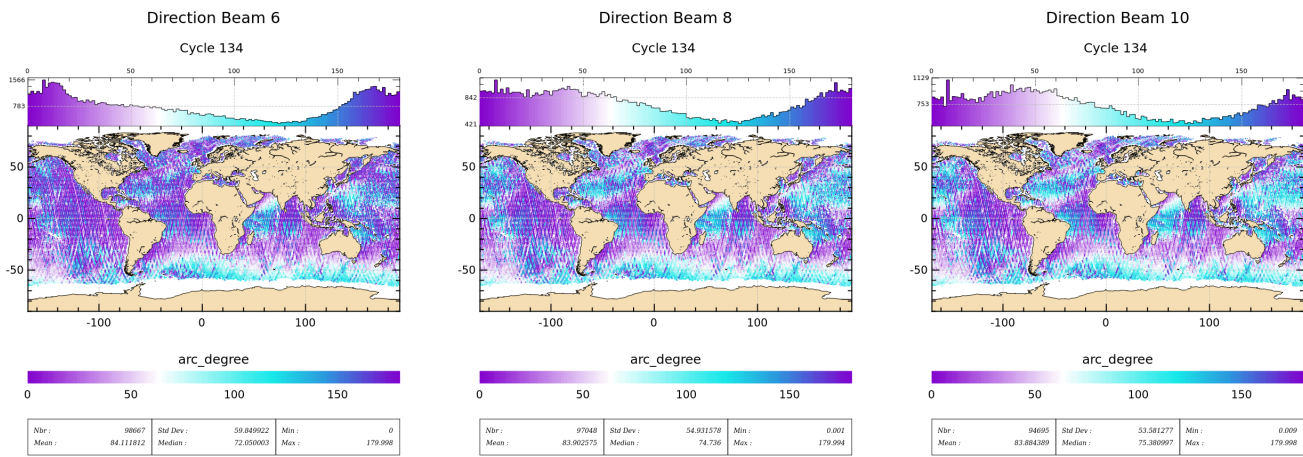 Direction Beam 6
Cycle 134
0 50 100 150
1566
783
50
0
-50
-100 0 100
arc_degree
0 50 100 150
Nbr : 98667 Std Dev : 59.849922 Min : 0
Mean : 84.111812 Median : 72.050003 Max : 179.998
Direction Beam 8
Cycle 134
0 50 100 150
842
421
50
0
-50
-100 0 100
arc_degree
0 50 100 150
Nbr : 97048 Std Dev : 54.931578 Min : 0.001
Mean : 83.902575 Median : 74.736 Max : 179.994
Direction Beam 10
Cycle 134
0 50 100 150
1129
753
50
0
-50
-100 0 100
arc_degree
0 50 100 150
Nbr : 94695 Std Dev : 53.581277 Min : 0.009
Mean : 83.884389 Median : 75.380997 Max : 179.998